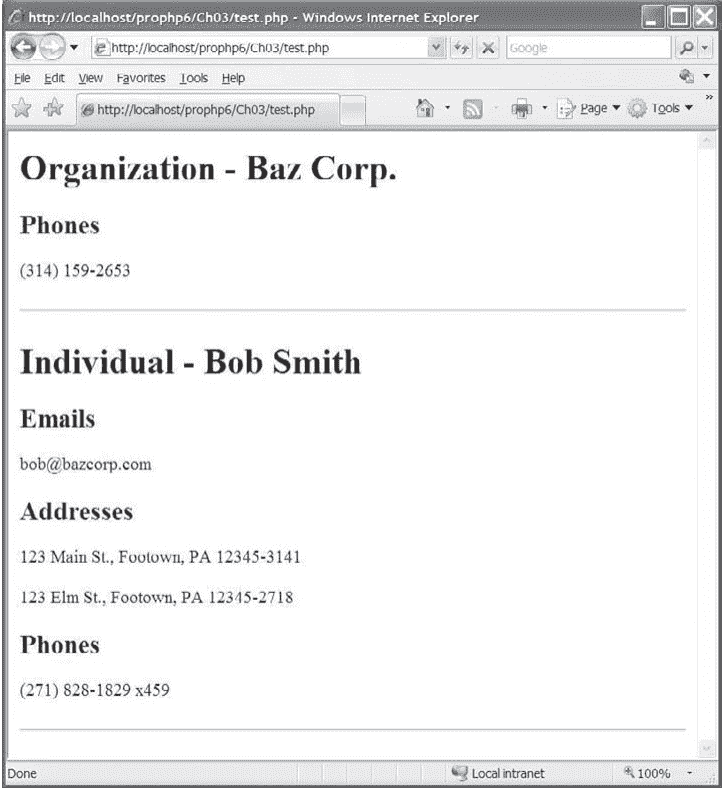 http://localhost/prophp6/Ch03/test.php - Windows Internet Explorer
http://localhost/prophp6/Ch03/test.php Google
File Edit View Favorites Tools Help
http://localhost/prophp6/Ch03/test.php Page Tools »
Organization - Baz Corp.
Phones
(314) 159-2653
Individual - Bob Smith
Emails
bob@bazcorp.com
Addresses
123 Main St., Footown, PA 12345-3141
123 Elm St., Footown, PA 12345-2718
Phones
(271) 828-1829 x459
Done Local intranet 100%